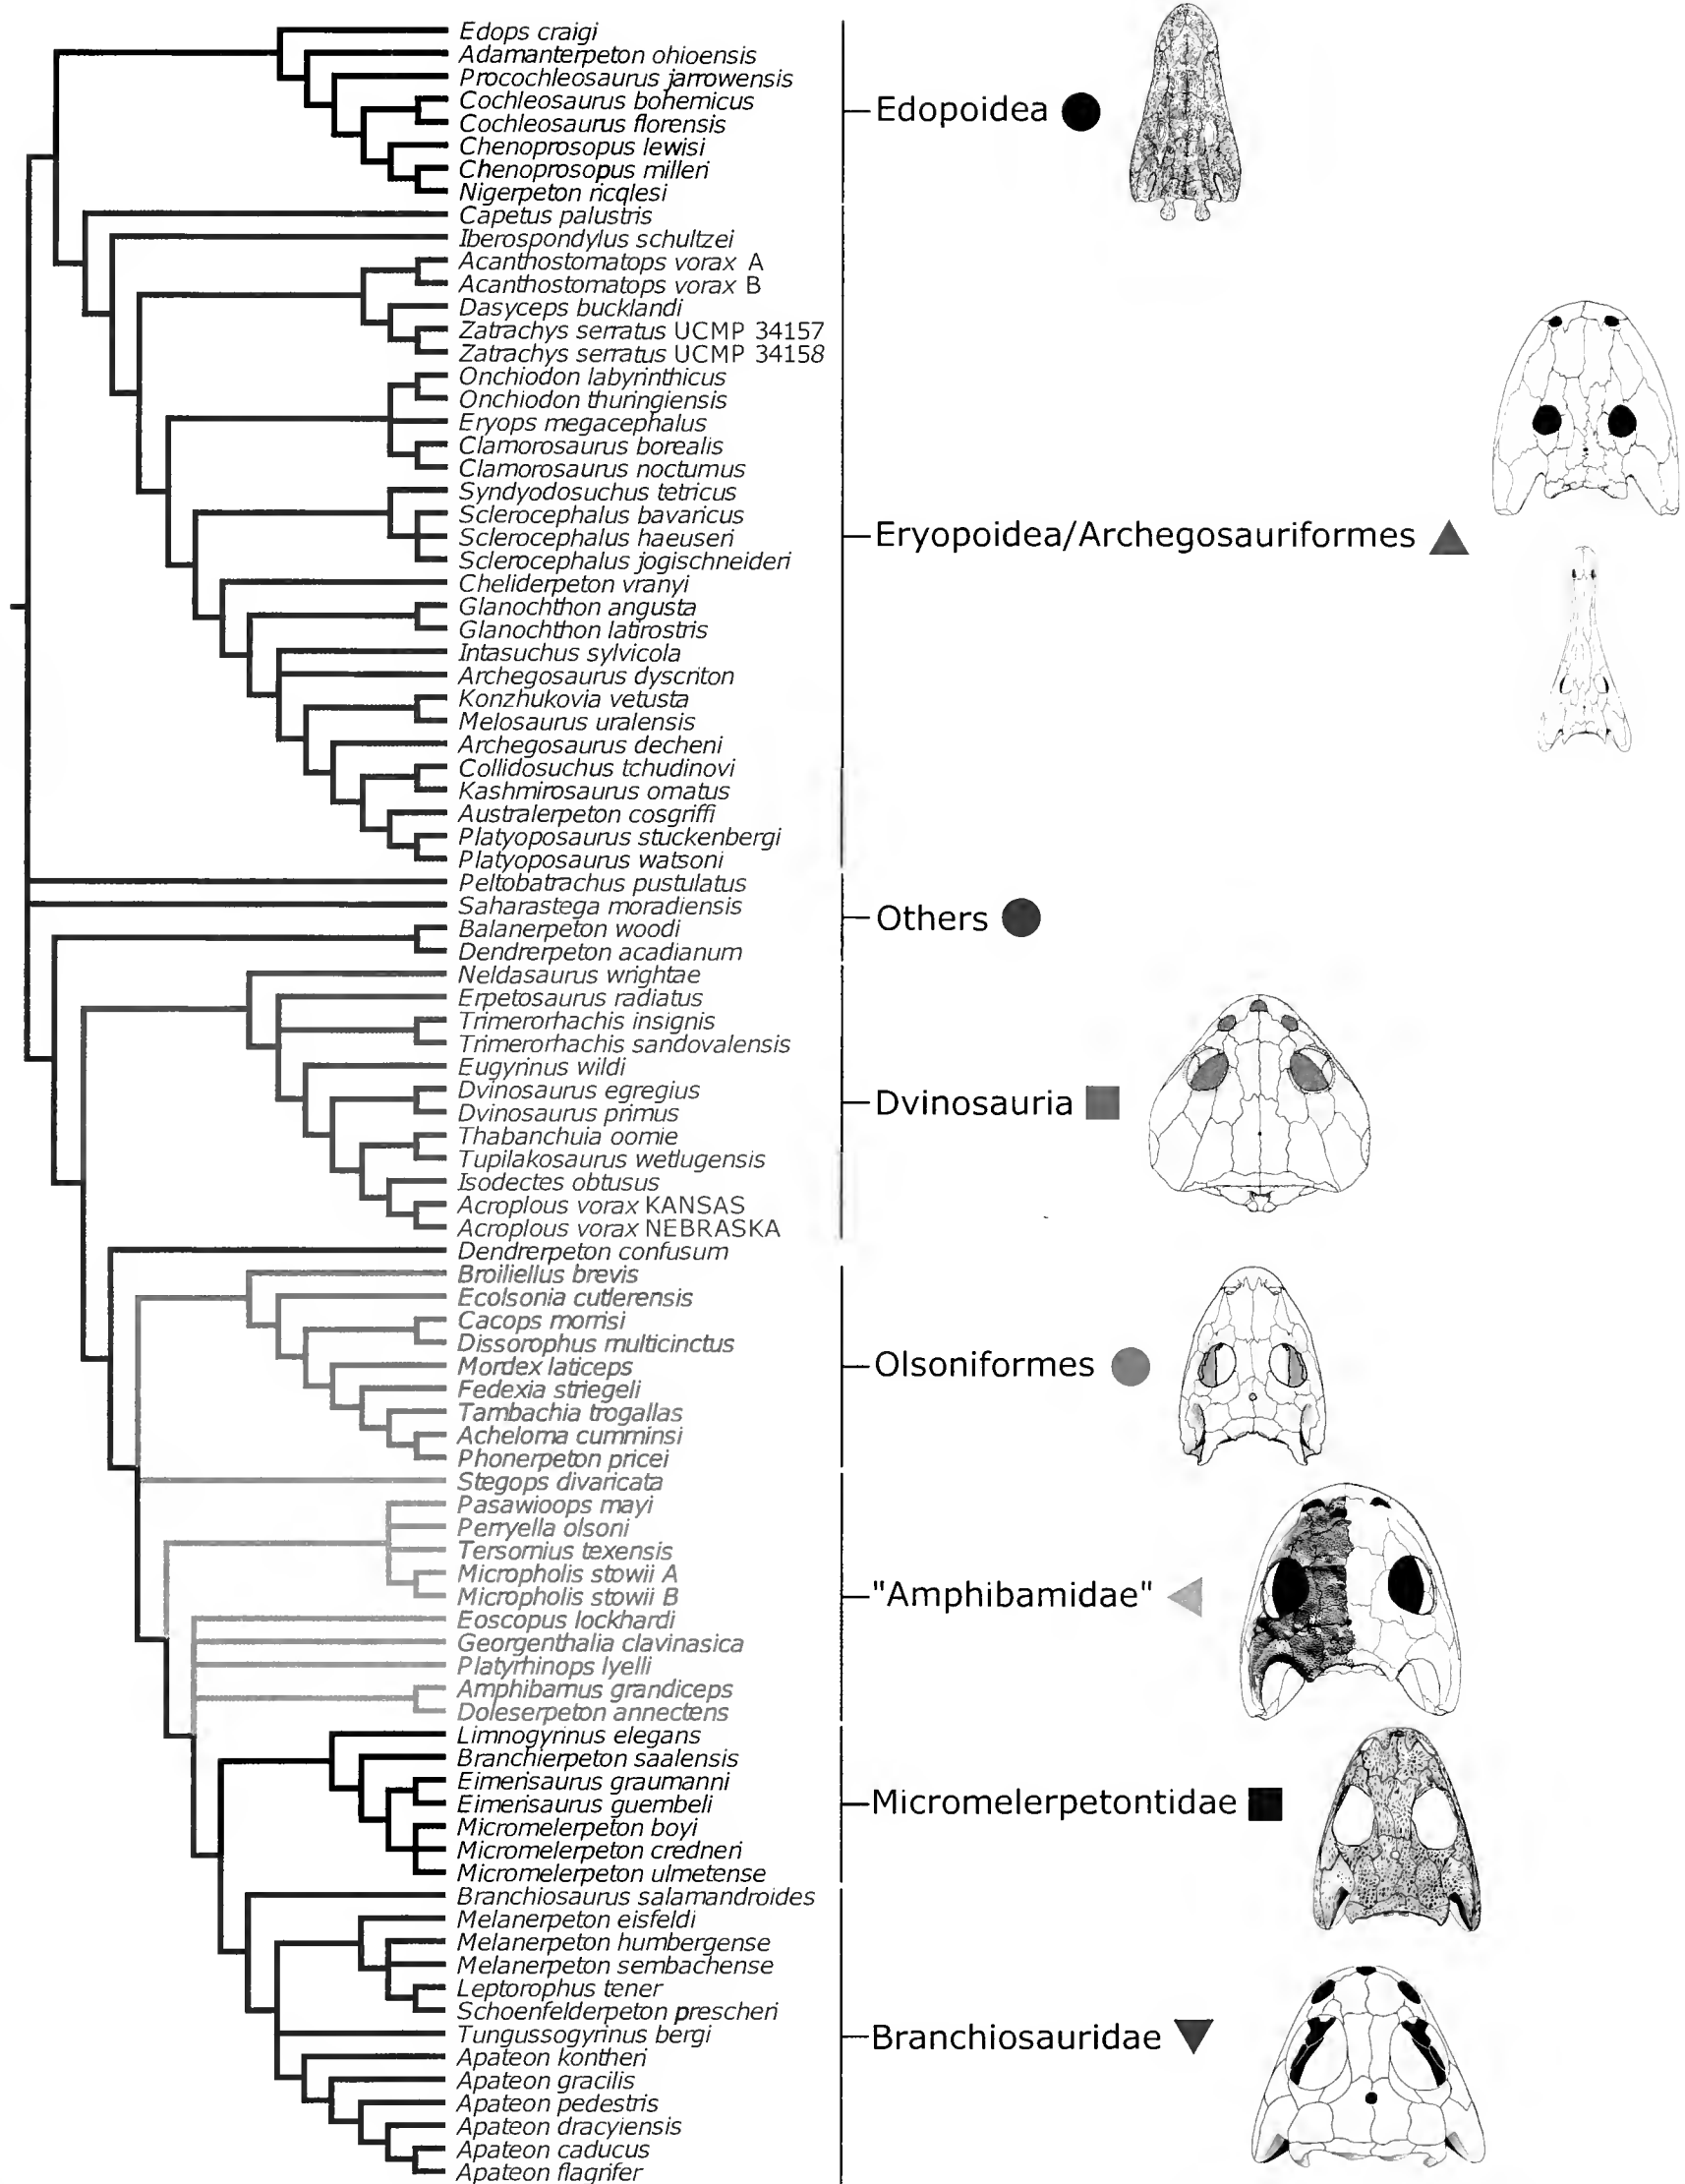 Edops craigi
Adamanterpeton ohioensis
Procochleosaurus jarrowensis
Cochleosaurus bohemicus
Cochleosaurus florensis
Chenoprosopus lewisi
Chenoprosopus milleri
Nigerpeton ricqlesi
Edopoidea
Capetus palustris
Iberospondylus schultzei
Acanthostomatops vorax A
Acanthostomatops vorax B
Dasyceps bucklandi
Zatrachys serratus UCMP 34157
Zatrachys serratus UCMP 34158
Onchiodon labyrinthicus
Onchiodon thuringiensis
Eryops megacephalus
Clamorosaurus borealis
Clamorosaurus nocturnus
Syndyodosuchus tetricus
Sclerocephalus bavaricus
Sclerocephalus haeuseri
Sclerocephalus jogischneideri
Cheliderpeton vranyi
Glanochthon angusta
Glanochthon latirostris
Intasuchus sylvicola
Archegosaurus dyscriton
Konzhukovia vetusta
Melosaurus uralensis
Archegosaurus decheni
Collidosuchus tchudinovi
Kashmirosaurus ornatus
Australerpeton cosgriffi
Platyoposaurus stuckenbergi
Platyoposaurus watsoni
Eryopoidea/Archegosauriformes
Peltobatrachus pustulatus
Saharastega moradiensis
Balanerpeton woodi
Dendrerpeton acadianum
Others
Neldasaurus wrightae
Erpetosaurus radiatus
Trimerorhachis insignis
Trimerorhachis sandovalensis
Eugyrinus wildi
Dvinosaurus egregius
Dvinosaurus primus
Thabanchuia oomie
Tupilakosaurus wetlugensis
Isodectes obtusus
Acroplous vorax KANSAS
Acroplous vorax NEBRASKA
Dvinosauria
Dendrerpeton confusum
Broiliellus brevis
Ecolsonia cutlerensis
Cacops morrisi
Dissorophus multicinctus
Mordex laticeps
Fedexia striegeli
Tambachia trogallas
Acheloma cumminsi
Phonerpeton pricei
Olsoniformes
Stegops divaricata
Pasawioops mayi
Perryella olsoni
Tersomius texensis
Micropholis stowii A
Micropholis stowii B
Eoscopus lockhardi
Georgenthalia clavinasica
Platyrhinops lyelli
Amphibamus grandiceps
Doleserpeton annectens
"Amphibamidae"
Limnogyrinus elegans
Branchierpeton saalensis
Eimerisaurus graumanni
Eimerisaurus guembeli
Micromelerpeton boyi
Micromelerpeton credneri
Micromelerpeton ulmetense
Micromelerpetontidae
Branchiosaurus salamandroides
Melanerpeton eisfeldi
Melanerpeton humbergense
Melanerpeton sembachense
Leptorophus tener
Schoenfelderpeton prescheri
Tungussogyrinus bergi
Apateon kontheri
Apateon gracilis
Apateon pedestris
Apateon dracyiensis
Apateon caducus
Apateon flagrifer
Branchiosauridae